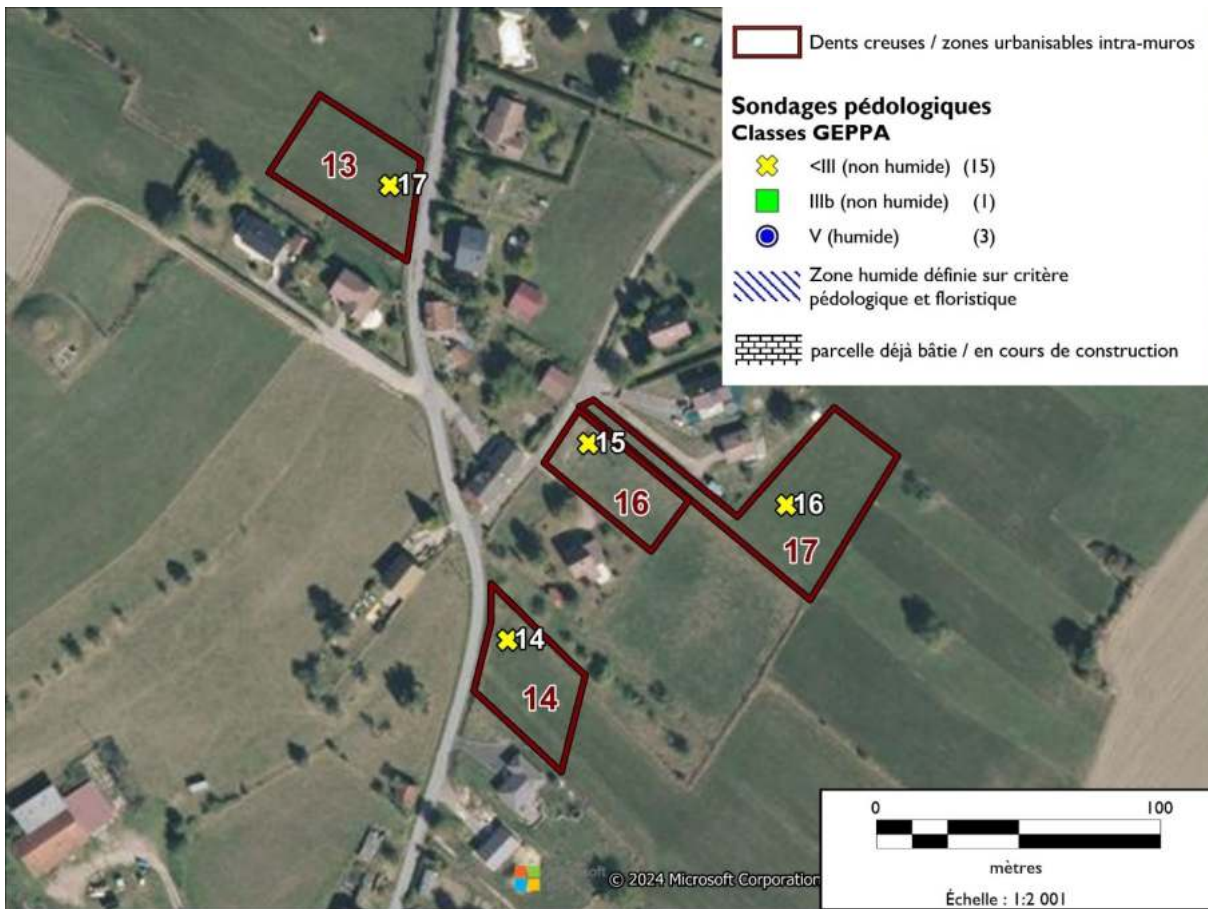 Dents creuses / zones urbanisables intra-muros
Sondages pédologiques
Classes GEPPA
<III (non humide) (15)
IIIb (non humide) (1)
V (humide) (3)
Zone humide définie sur critère
pédologique et floristique
parcelle déjà bâtie / en cours de construction
13
17
15
16
16
17
14
14
0 100
mètres
Échelle : 1:2 001
© 2024 Microsoft Corporation